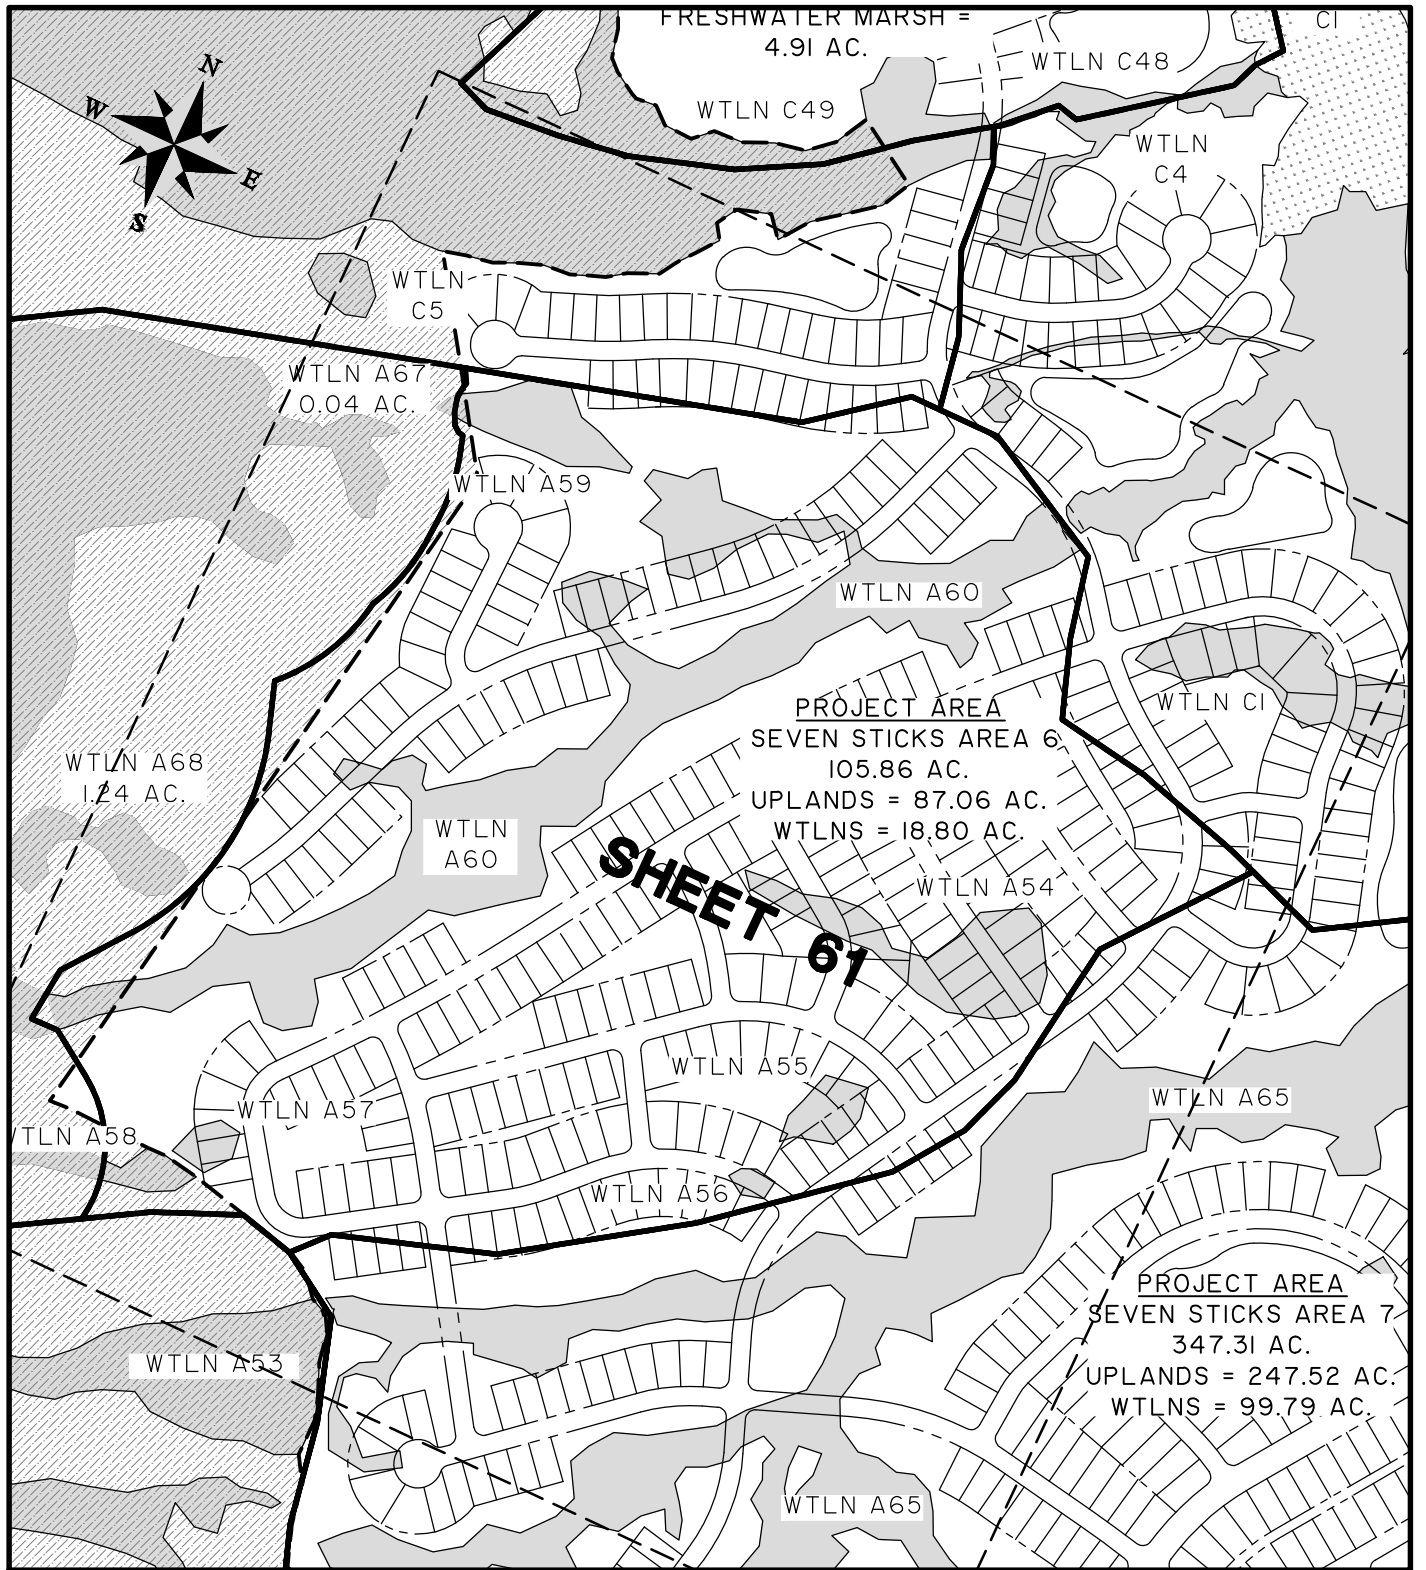 FRESHWATER MARSH =
4.91 AC.
C1
WTLN C48
WTLN C49
N
W
E
S
WTLN
C4
WTLN
C5
WTLN A67
0.04 AC.
WTLN A59
WTLN A60
WTLN C1
PROJECT AREA
SEVEN STICKS AREA 6
105.86 AC.
UPLANDS = 87.06 AC.
WTLNS = 18.80 AC.
WTLN A68
1.24 AC.
WTLN
A60
SHEET 61
WTLN A54
WTLN A55
WTLN A57
WTLN A65
TLN A58
WTLN A56
PROJECT AREA
SEVEN STICKS AREA 7
347.31 AC.
UPLANDS = 247.52 AC.
WTLNS = 99.79 AC.
WTLN A53
WTLN A65